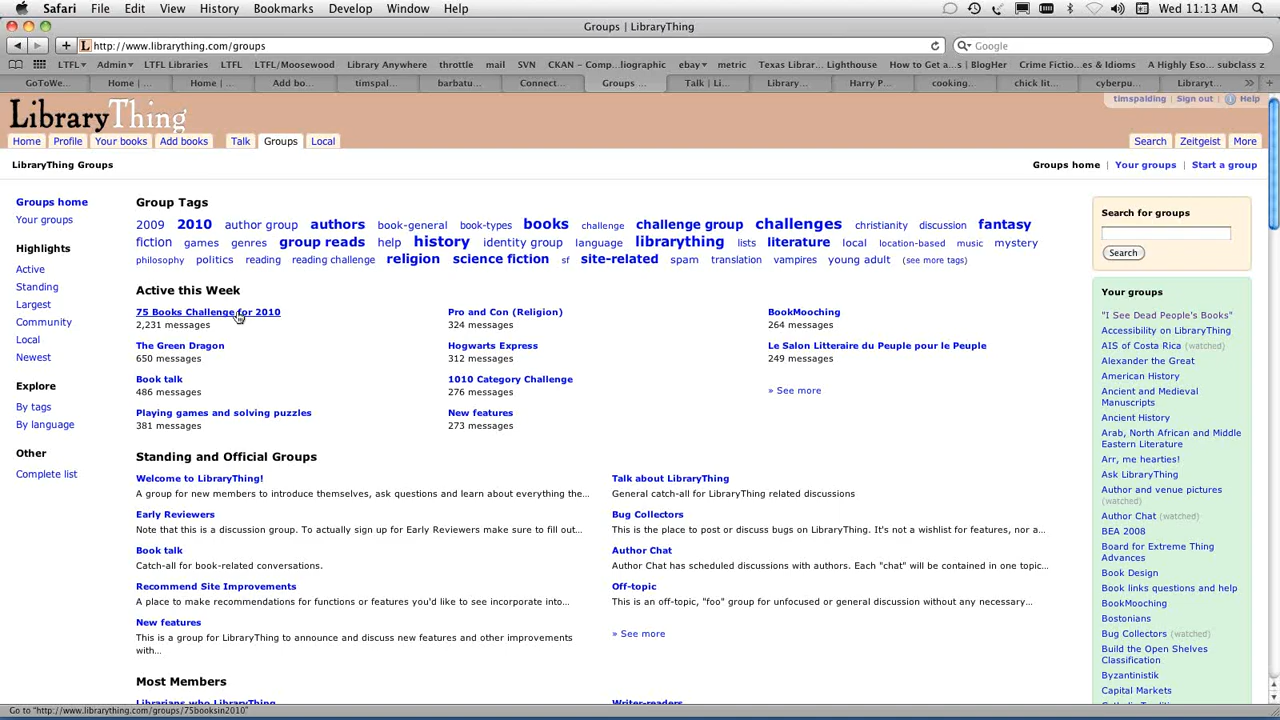 Safari File Edit View History Bookmarks Develop Window Help Wed 11:13 AM
Groups | LibraryThing
http://www.librarything.com/groups Google
LTFL Admin LTFL Libraries LTFL LTFL/Moosewood Library Anywhere throttle mail SVN CKAN – Comp...liographic ebay metric Texas Librar... Lighthouse How to Get a...s | BlogHer Crime Fictio...es & Idioms A Highly Eso... subclass z
GoToWe... Home |... Home |... Add bo... timspal... barbatu... Connect... Groups ... Talk | Li... Library... Harry P... cooking... chick lit... cyberpu... Libraryt...
LibraryThing
timspalding | Sign out | Help
Home Profile Your books Add books Talk Groups Local Search Zeitgeist More
LibraryThing Groups Groups home | Your groups | Start a group
Groups home
Your groups
Highlights
Active
Standing
Largest
Community
Local
Newest
Explore
By tags
By language
Other
Complete list
Group Tags
2009 2010 author group authors book-general book-types books challenge challenge group challenges christianity discussion fantasy
fiction games genres group reads help history identity group language librarything lists literature local location-based music mystery
philosophy politics reading reading challenge religion science fiction sf site-related spam translation vampires young adult (see more tags)
Active this Week
75 Books Challenge for 2010
2,231 messages
The Green Dragon
650 messages
Book talk
486 messages
Playing games and solving puzzles
381 messages
Pro and Con (Religion)
324 messages
Hogwarts Express
312 messages
1010 Category Challenge
276 messages
New features
273 messages
BookMooching
264 messages
Le Salon Litteraire du Peuple pour le Peuple
249 messages
» See more
Standing and Official Groups
Welcome to LibraryThing!
A group for new members to introduce themselves, ask questions and learn about everything the...
Early Reviewers
Note that this is a discussion group. To actually sign up for Early Reviewers make sure to fill out...
Book talk
Catch-all for book-related conversations.
Recommend Site Improvements
A place to make recommendations for functions or features you'd like to see incorporate into...
New features
This is a group for LibraryThing to announce and discuss new features and other improvements
with...
Talk about LibraryThing
General catch-all for LibraryThing related discussions
Bug Collectors
This is the place to post or discuss bugs on LibraryThing. It's not a wishlist for features, nor a...
Author Chat
Author Chat has scheduled discussions with authors. Each "chat" will be contained in one topic...
Off-topic
This is an off-topic, "foo" group for unfocused or general discussion without any necessary...
» See more
Most Members
Librarians who LibraryThing
Writer-readers
Search for groups
Search
Your groups
"I See Dead People's Books"
Accessibility on LibraryThing
AIS of Costa Rica (watched)
Alexander the Great
American History
Ancient and Medieval
Manuscripts
Ancient History
Arab, North African and Middle
Eastern Literature
Arr, me hearties!
Ask LibraryThing
Author and venue pictures
(watched)
Author Chat (watched)
BEA 2008
Board for Extreme Thing
Advances
Book Design
Book links questions and help
BookMooching
Bostonians
Bug Collectors (watched)
Build the Open Shelves
Classification
Byzantinistik
Capital Markets
Go to "http://www.librarything.com/groups/75booksin2010"